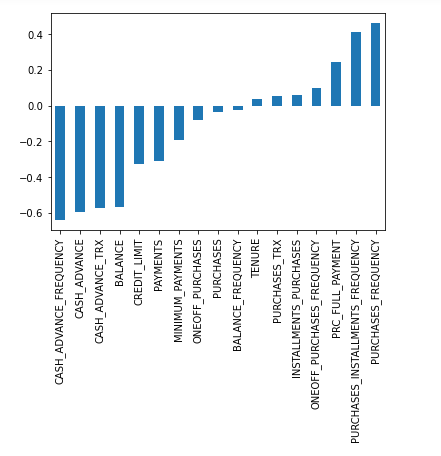 0.4
0.2
0.0
−0.2
−0.4
−0.6
CASH_ADVANCE_FREQUENCY
CASH_ADVANCE
CASH_ADVANCE_TRX
BALANCE
CREDIT_LIMIT
PAYMENTS
MINIMUM_PAYMENTS
ONEOFF_PURCHASES
PURCHASES
BALANCE_FREQUENCY
TENURE
PURCHASES_TRX
INSTALLMENTS_PURCHASES
ONEOFF_PURCHASES_FREQUENCY
PRC_FULL_PAYMENT
PURCHASES_INSTALLMENTS_FREQUENCY
PURCHASES_FREQUENCY